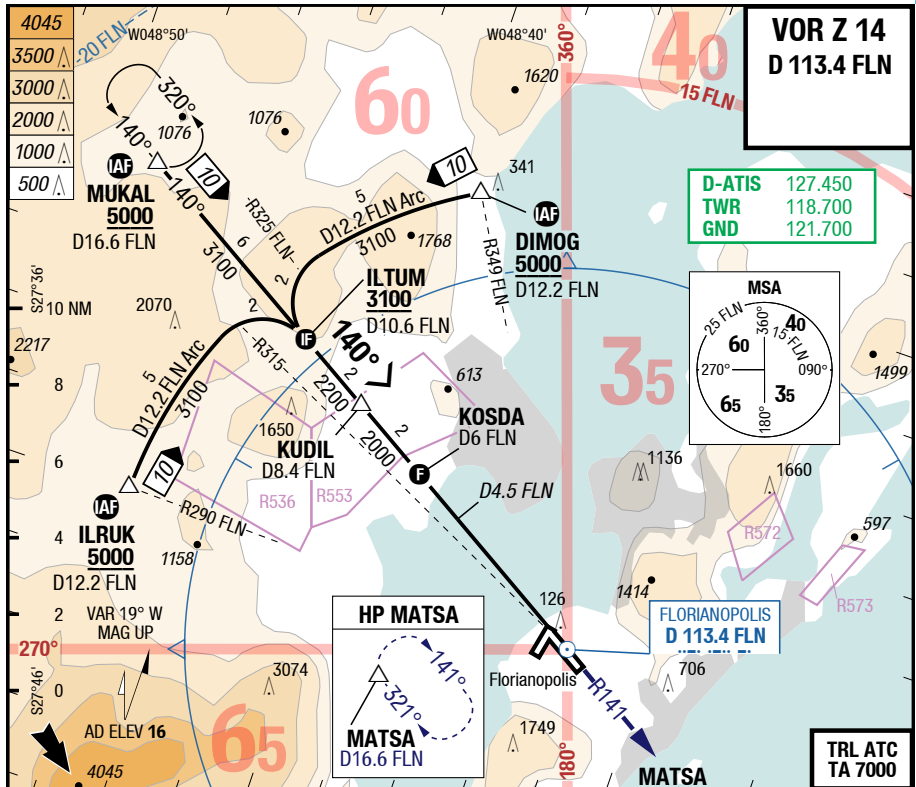 4045
3500
3000
2000
1000
500
20 FLN
W048°50'
W048°40'
360°
40
15 FLN
VOR Z 14
D 113.4 FLN
60
1620
320°
1076
1076
140°
IAF
MUKAL
5000
D16.6 FLN
10
140°
6
3100
R325 FLN
5
D12.2 FLN Arc
3100
2
1768
10
341
IAF
DIMOG
5000
D12.2 FLN
R349 FLN
D-ATIS 127.450
TWR 118.700
GND 121.700
S27°36'
10 NM
2070
2217
2
ILTUM
3100
D10.6 FLN
IF
140°
R315
5
D12.2 FLN Arc
3100
8
2200
2
613
35
MSA
25 FLN
360°
40
15 FLN
60
270°
090°
65
35
180°
1499
1650
KUDIL
D8.4 FLN
2000
2
KOSDA
D6 FLN
F
6
10
R536
R553
D4.5 FLN
1136
1660
IAF
ILRUK
5000
D12.2 FLN
R290 FLN
4
1158
R572
597
R573
1414
2
VAR 19° W
MAG UP
270°
126
FLORIANOPOLIS
D 113.4 FLN
HP MATSA
141°
321°
MATSA
D16.6 FLN
Florianopolis
706
R141
S27°46'
0
3074
AD ELEV 16
65
4045
1749
180°
MATSA
TRL ATC
TA 7000